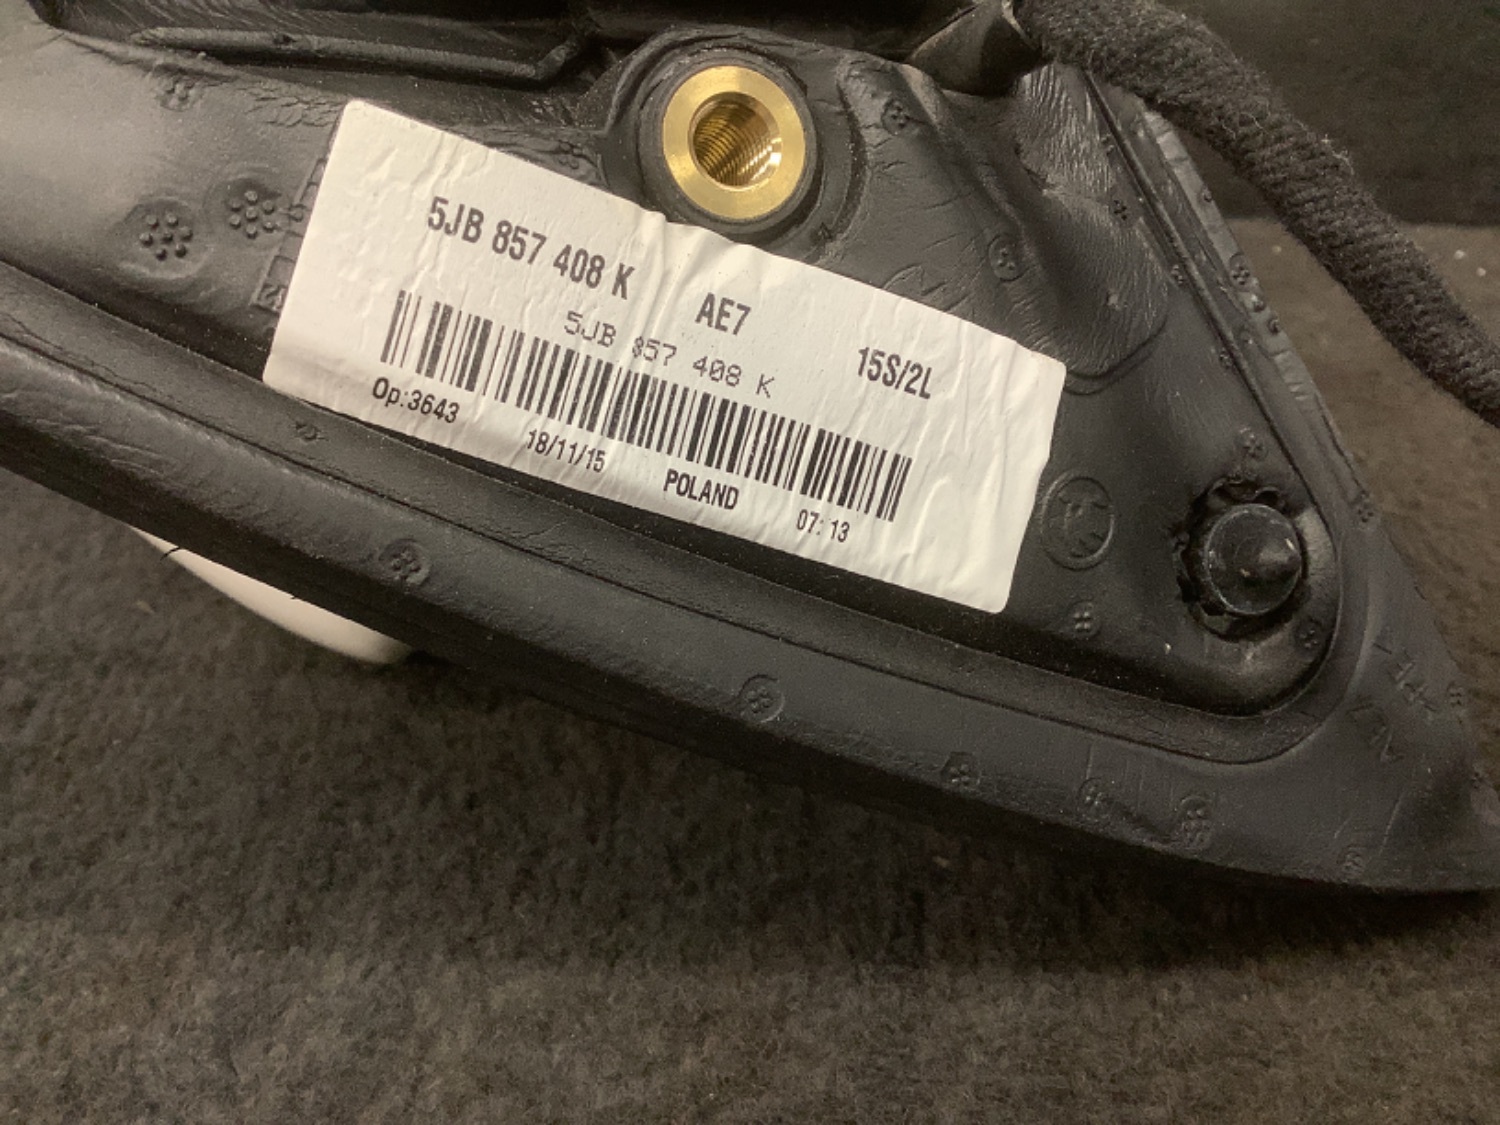 5JB 857 408 K AE7 15S/2L
5JB 857 408 K
Op:3643 18/11/15 POLAND 07:13